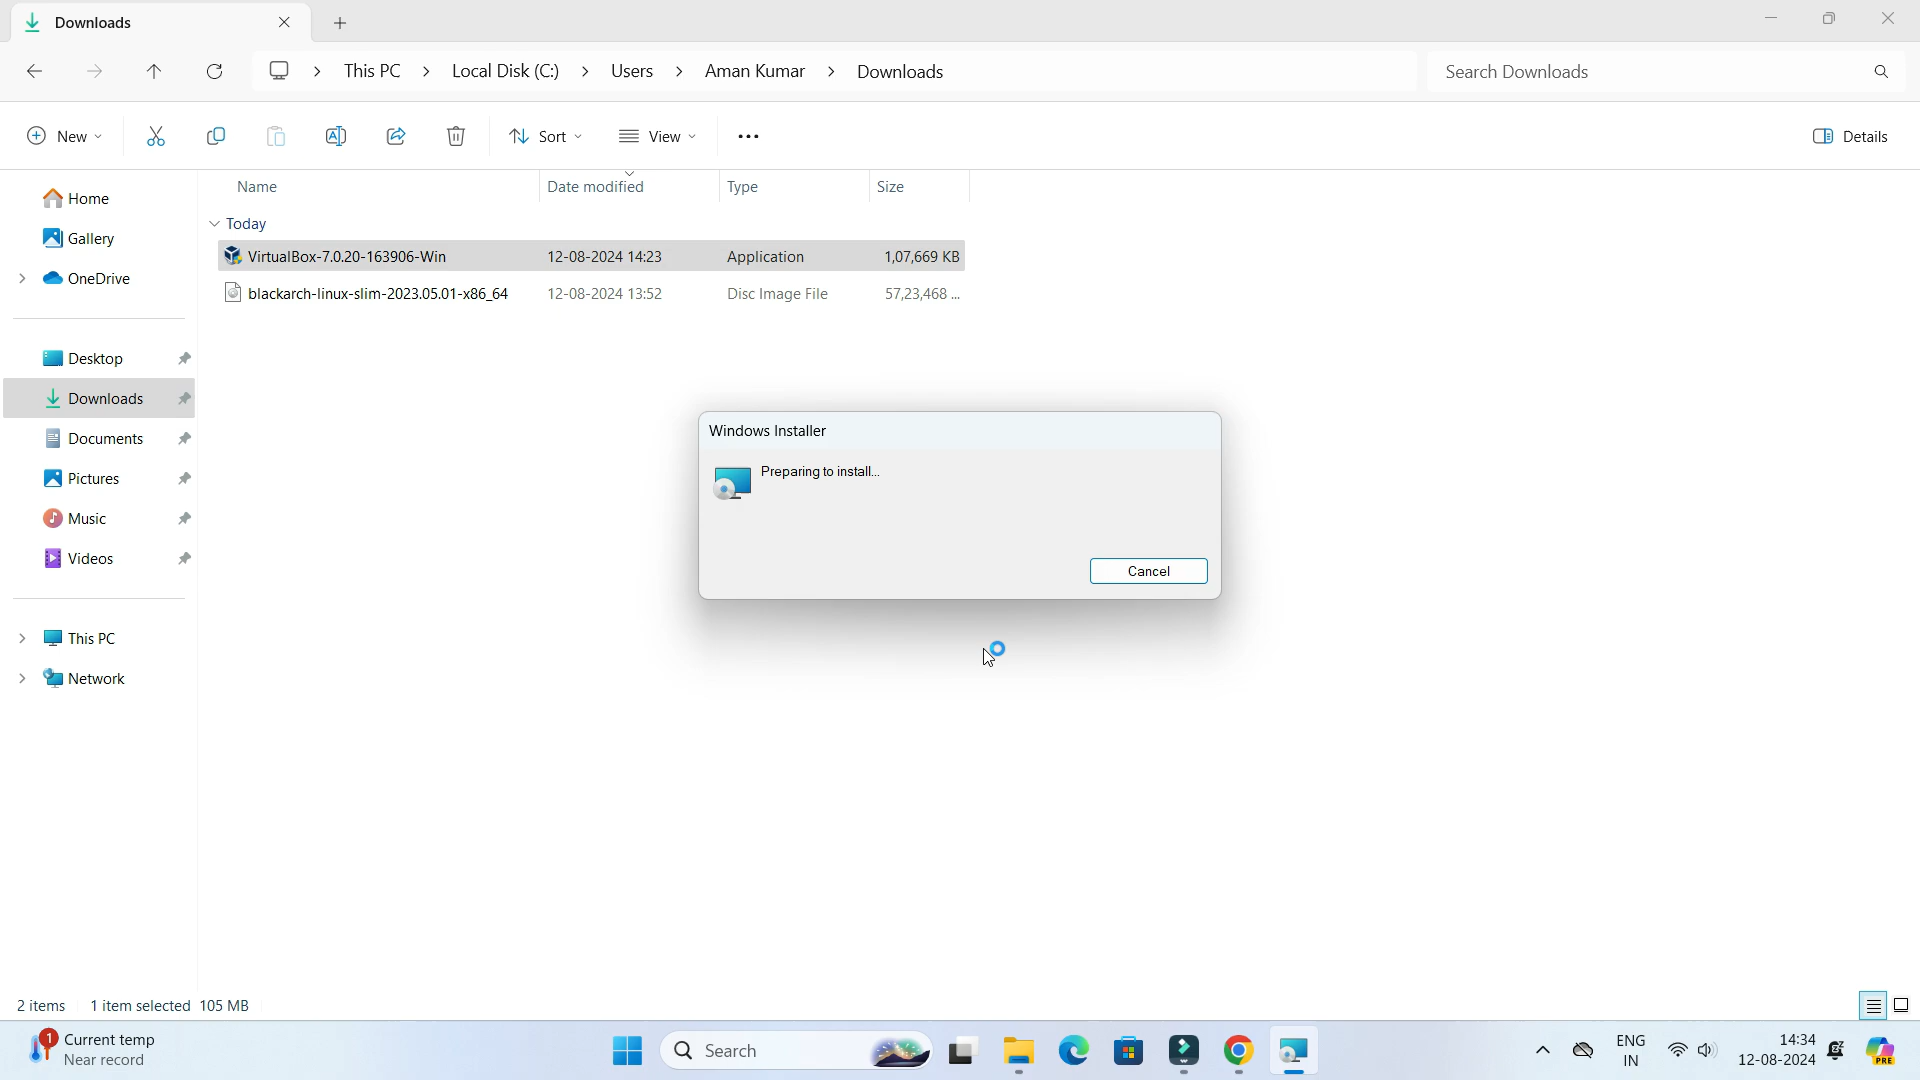 Downloads
This PC
Local Disk (C:)
Users
Aman Kumar
Downloads
Search Downloads
New
Sort
View
Details
Name
Date modified
Type
Size
Today
VirtualBox-7.0.20-163906-Win 12-08-2024 14:23 Application 1,07,669 KB
blackarch-linux-slim-2023.05.01-x86_64 12-08-2024 13:52 Disc Image File 57,23,468 ...
Home
Gallery
OneDrive
Desktop
Downloads
Documents
Pictures
Music
Videos
This PC
Network
Windows Installer
Preparing to install...
Cancel
2 items 1 item selected 105 MB
1
Current temp
Near record
Search
ENG
IN
14:34
12-08-2024
PRE